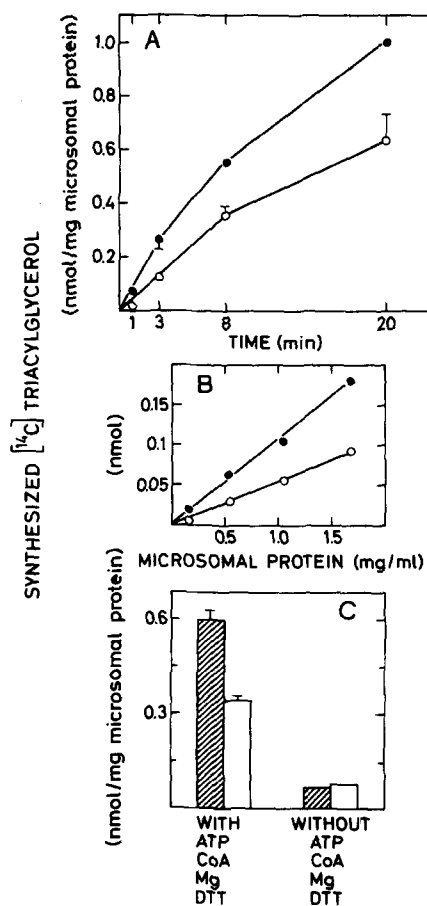 SYNTHESIZED [¹⁴C] TRIACYLGLYCEROL
(nmol/mg microsomal protein)
A
1.0
0.8
0.6
0.4
0.2
1 3 8 20
TIME (min)
(nmol)
B
0.15
0.10
0.05
0.5 1.0 1.5
MICROSOMAL PROTEIN (mg/ml)
(nmol/mg microsomal protein)
C
0.6
0.3
WITH WITHOUT
ATP ATP
CoA CoA
Mg Mg
DTT DTT